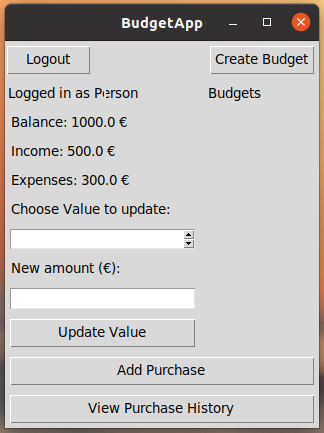 BudgetApp
Logout
Create Budget
Logged in as Person
Budgets
Balance: 1000.0 €
Income: 500.0 €
Expenses: 300.0 €
Choose Value to update:
New amount (€):
Update Value
Add Purchase
View Purchase History